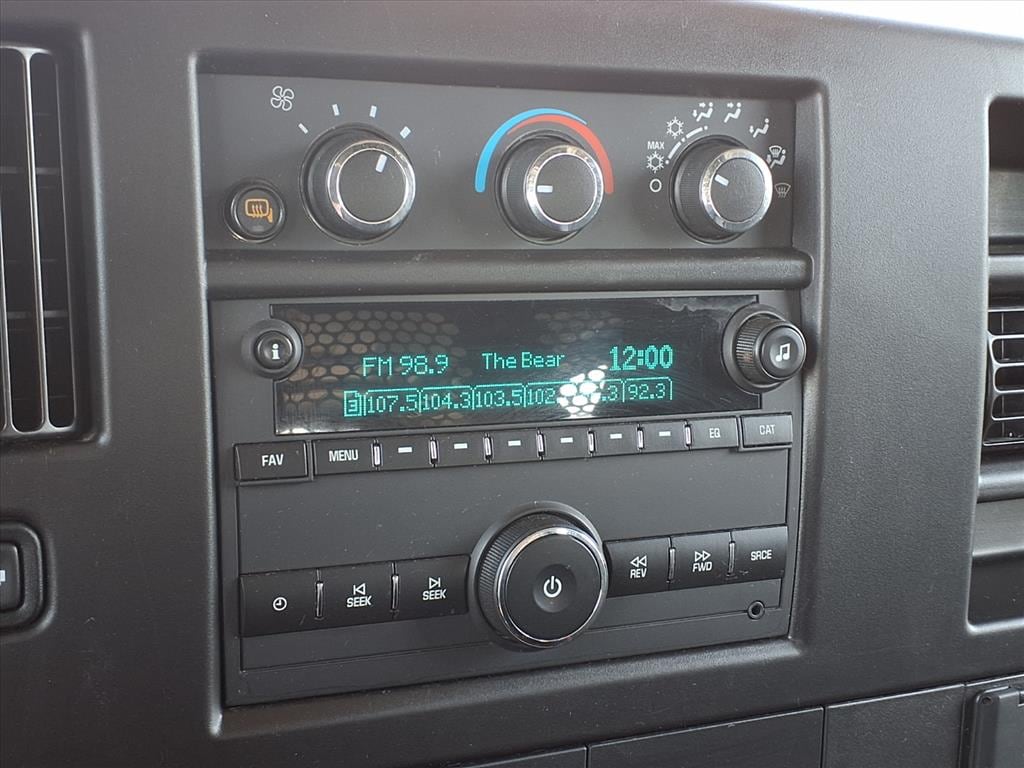 MAX
FM 98.9 The Bear 12:00
107.5 104.3 103.5 102 .3 92.3
FAV MENU EQ CAT
SEEK SEEK REV FWD SRCE